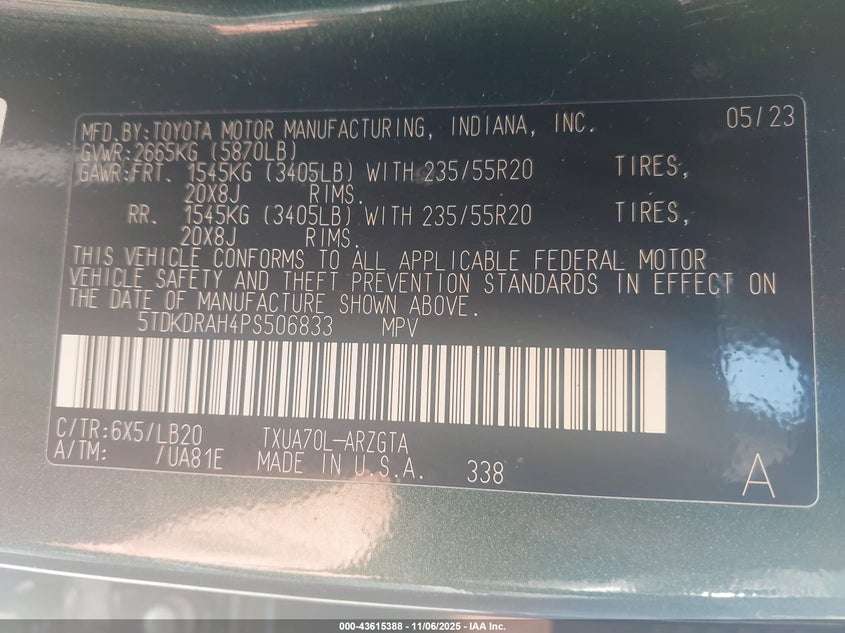 MFD.BY:TOYOTA MOTOR MANUFACTURING, INDIANA, INC. 05/23
GVWR:2665KG (5870LB)
GAWR:FRT. 1545KG (3405LB) WITH 235/55R20 TIRES,
20X8J RIMS.
RR. 1545KG (3405LB) WITH 235/55R20 TIRES,
20X8J RIMS.
THIS VEHICLE CONFORMS TO ALL APPLICABLE FEDERAL MOTOR
VEHICLE SAFETY AND THEFT PREVENTION STANDARDS IN EFFECT ON
THE DATE OF MANUFACTURE SHOWN ABOVE.
5TDKDRAH4PS506833 MPV
C/TR:6X5/LB20 TXUA70L-ARZGTA
A/TM: /UA81E MADE IN U.S.A. 338 A
000-43615388 - 11/06/2025 - IAA Inc.